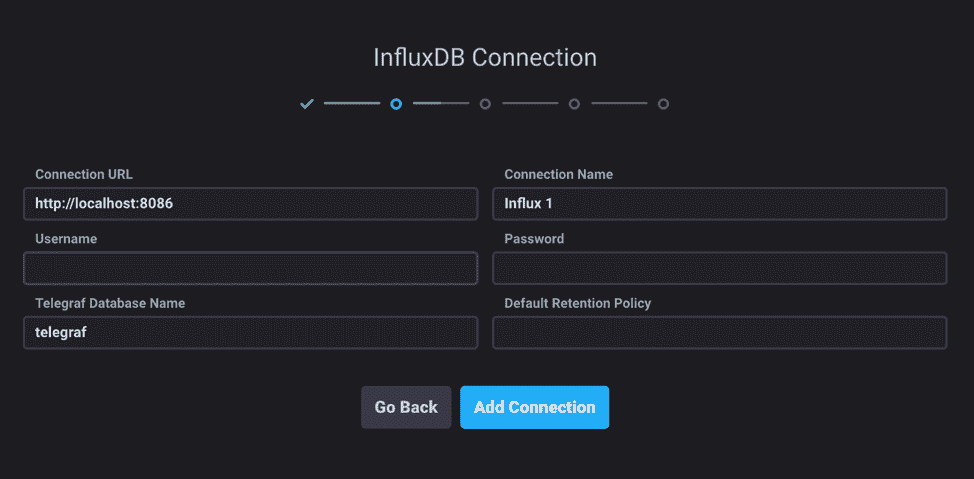 InfluxDB Connection
Connection URL
Connection Name
http://localhost:8086
Influx 1
Username
Password
Telegraf Database Name
Default Retention Policy
telegraf
Go Back
Add Connection